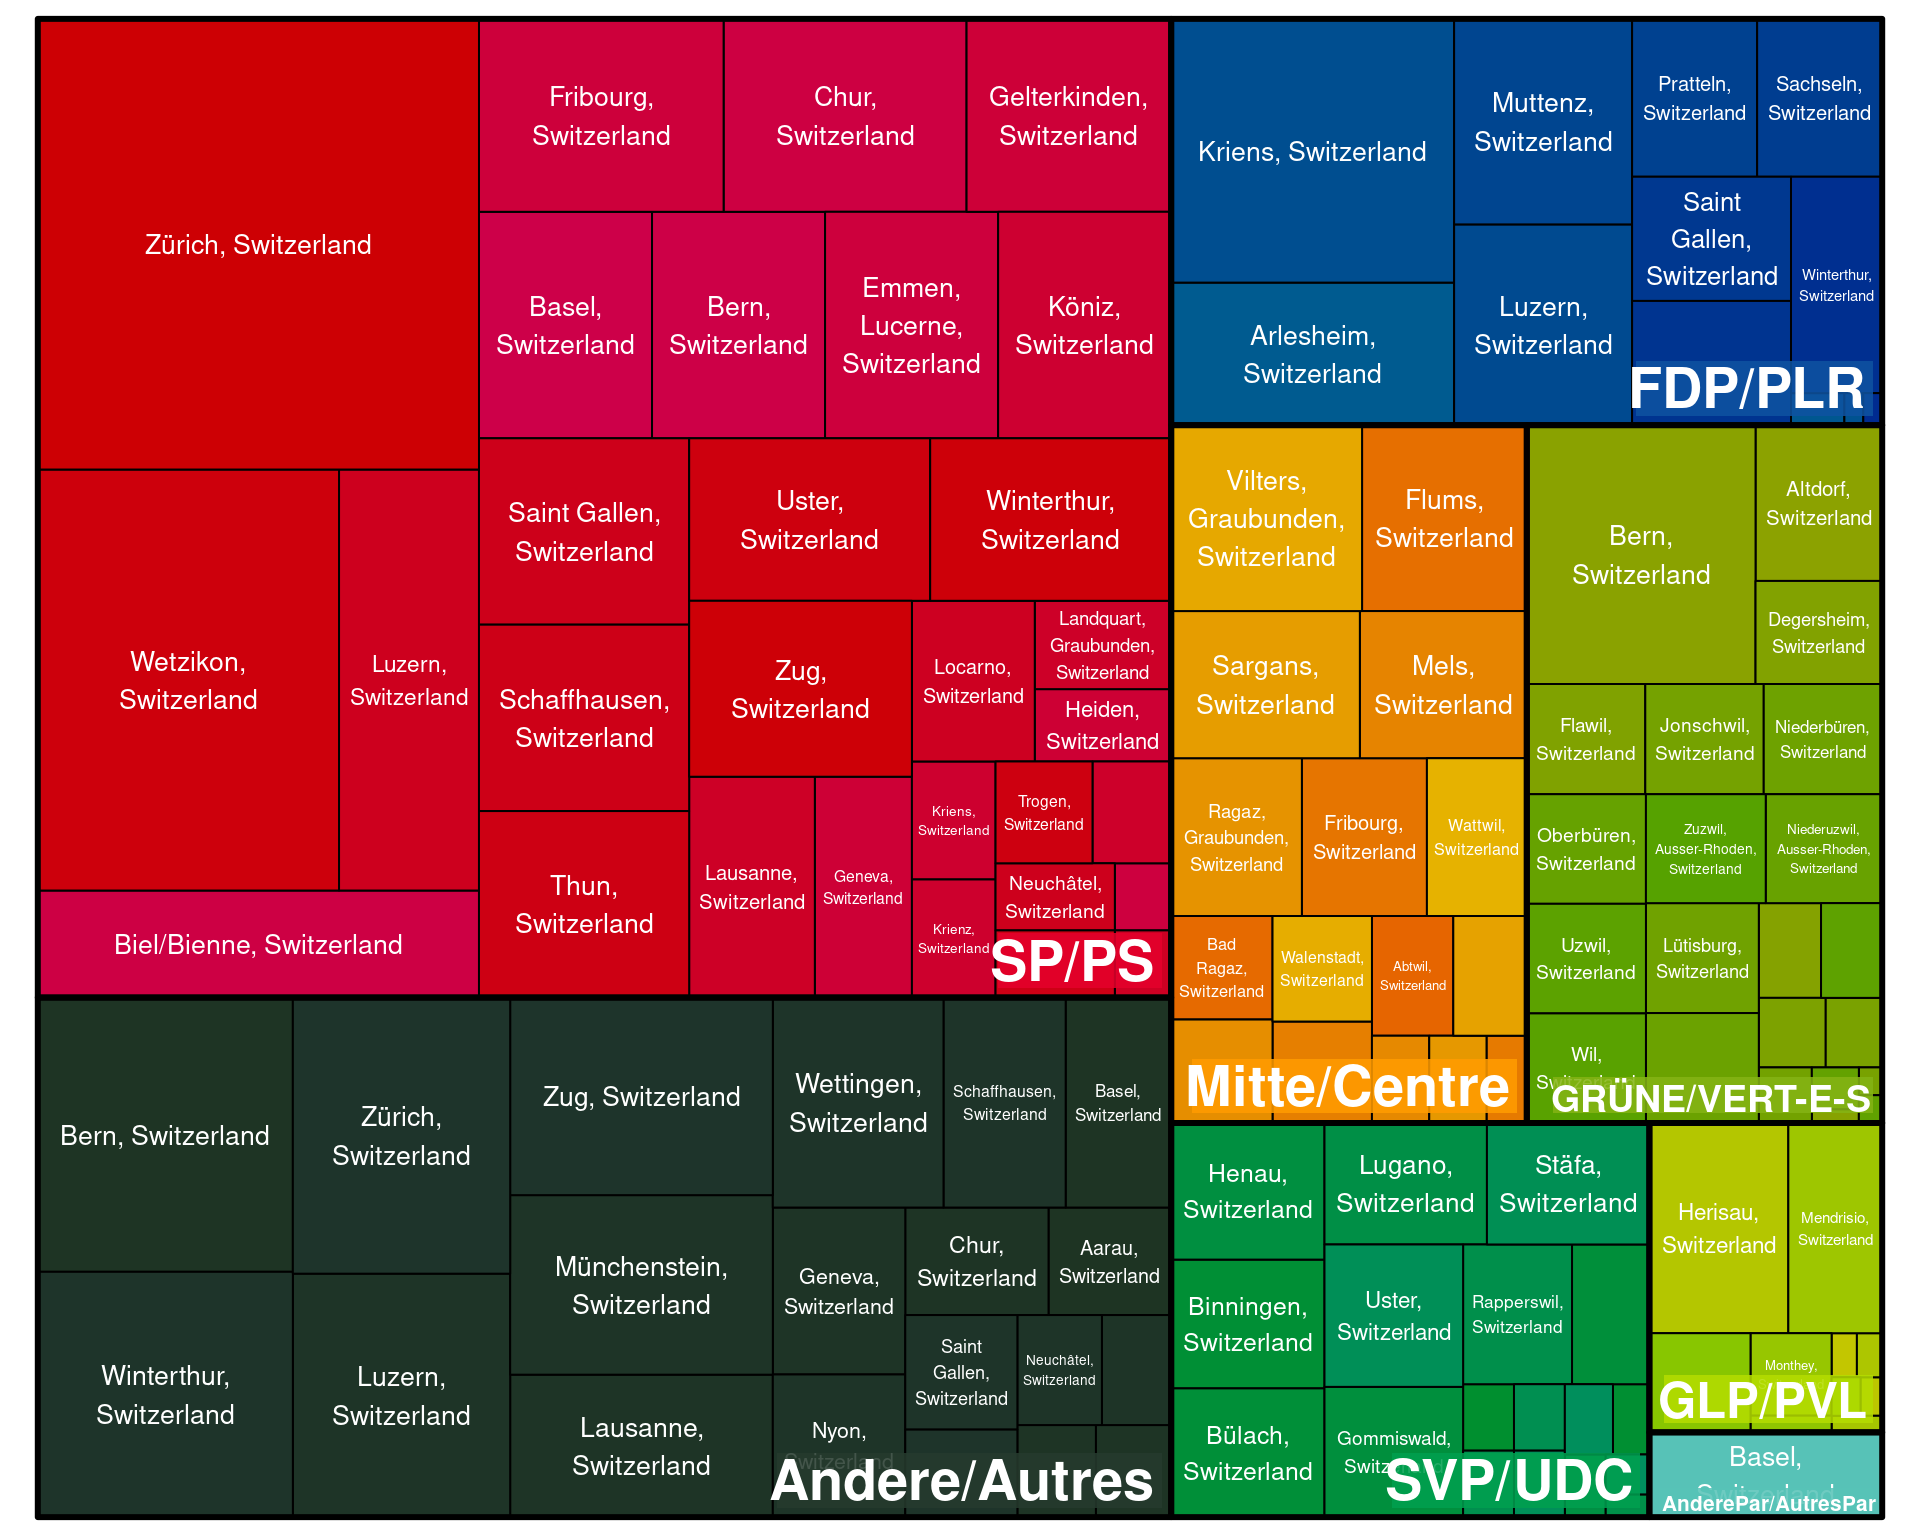 Zürich, Switzerland
Wetzikon,
Switzerland
Luzern,
Switzerland
Biel/Bienne, Switzerland
Fribourg,
Switzerland
Chur,
Switzerland
Gelterkinden,
Switzerland
Basel,
Switzerland
Bern,
Switzerland
Emmen,
Lucerne,
Switzerland
Köniz,
Switzerland
Saint Gallen,
Switzerland
Schaffhausen,
Switzerland
Thun,
Switzerland
Uster,
Switzerland
Winterthur,
Switzerland
Zug,
Switzerland
Lausanne,
Switzerland
Geneva,
Switzerland
Locarno,
Switzerland
Landquart,
Graubunden,
Switzerland
Heiden,
Switzerland
Kriens,
Switzerland
Krienz,
Switzerland
Trogen,
Switzerland
Neuchâtel,
Switzerland
SP/PS
Kriens, Switzerland
Arlesheim,
Switzerland
Muttenz,
Switzerland
Luzern,
Switzerland
Pratteln,
Switzerland
Sachseln,
Switzerland
Saint
Gallen,
Switzerland
Winterthur,
Switzerland
FDP/PLR
Vilters,
Graubunden,
Switzerland
Flums,
Switzerland
Sargans,
Switzerland
Mels,
Switzerland
Ragaz,
Graubunden,
Switzerland
Fribourg,
Switzerland
Wattwil,
Switzerland
Bad
Ragaz,
Switzerland
Walenstadt,
Switzerland
Abtwil,
Switzerland
Mitte/Centre
Bern,
Switzerland
Altdorf,
Switzerland
Degersheim,
Switzerland
Flawil,
Switzerland
Jonschwil,
Switzerland
Niederbüren,
Switzerland
Oberbüren,
Switzerland
Zuzwil,
Ausser-Rhoden,
Switzerland
Niederuzwil,
Ausser-Rhoden,
Switzerland
Uzwil,
Switzerland
Lütisburg,
Switzerland
Wil,
Switzerland
GRÜNE/VERT-E-S
Bern, Switzerland
Winterthur,
Switzerland
Zürich,
Switzerland
Luzern,
Switzerland
Zug, Switzerland
Münchenstein,
Switzerland
Lausanne,
Switzerland
Wettingen,
Switzerland
Schaffhausen,
Switzerland
Basel,
Switzerland
Geneva,
Switzerland
Nyon,
Switzerland
Chur,
Switzerland
Aarau,
Switzerland
Saint
Gallen,
Switzerland
Neuchâtel,
Switzerland
Andere/Autres
Henau,
Switzerland
Binningen,
Switzerland
Bülach,
Switzerland
Lugano,
Switzerland
Stäfa,
Switzerland
Uster,
Switzerland
Rapperswil,
Switzerland
Gommiswald,
Switzerland
SVP/UDC
Herisau,
Switzerland
Mendrisio,
Switzerland
Monthey,
GLP/PVL
Basel,
Switzerland
AnderePar/AutresPar